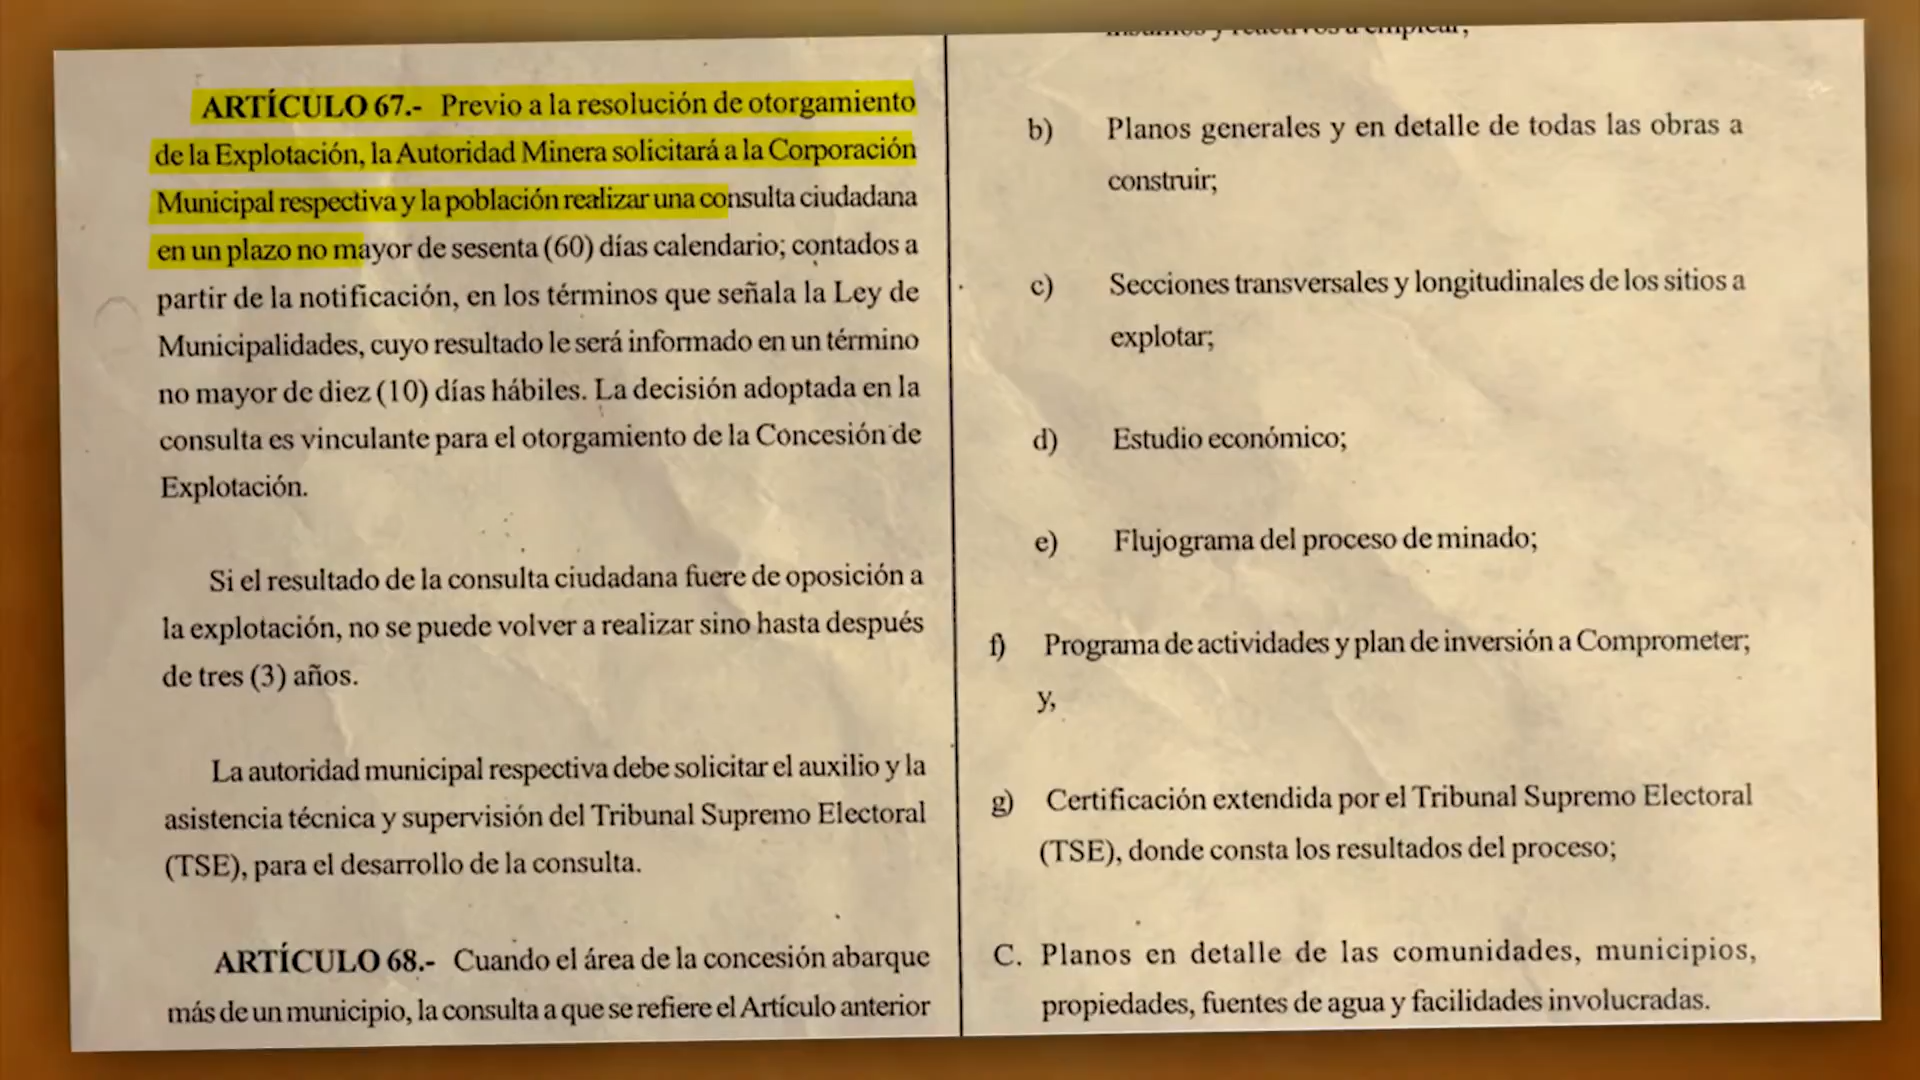 ARTÍCULO 67.- Previo a la resolución de otorgamiento
de la Explotación, la Autoridad Minera solicitará a la Corporación
Municipal respectiva y la población realizar una consulta ciudadana
en un plazo no mayor de sesenta (60) días calendario; contados a
partir de la notificación, en los términos que señala la Ley de
Municipalidades, cuyo resultado le será informado en un término
no mayor de diez (10) días hábiles. La decisión adoptada en la
consulta es vinculante para el otorgamiento de la Concesión de
Explotación.
Si el resultado de la consulta ciudadana fuere de oposición a
la explotación, no se puede volver a realizar sino hasta después
de tres (3) años.
La autoridad municipal respectiva debe solicitar el auxilio y la
asistencia técnica y supervisión del Tribunal Supremo Electoral
(TSE), para el desarrollo de la consulta.
ARTÍCULO 68.- Cuando el área de la concesión abarque
más de un municipio, la consulta a que se refiere el Artículo anterior
insumos y reactivos a emplear;
b) Planos generales y en detalle de todas las obras a
construir;
c) Secciones transversales y longitudinales de los sitios a
explotar;
d) Estudio económico;
e) Flujograma del proceso de minado;
f) Programa de actividades y plan de inversión a Comprometer;
y,
g) Certificación extendida por el Tribunal Supremo Electoral
(TSE), donde consta los resultados del proceso;
C. Planos en detalle de las comunidades, municipios,
propiedades, fuentes de agua y facilidades involucradas.